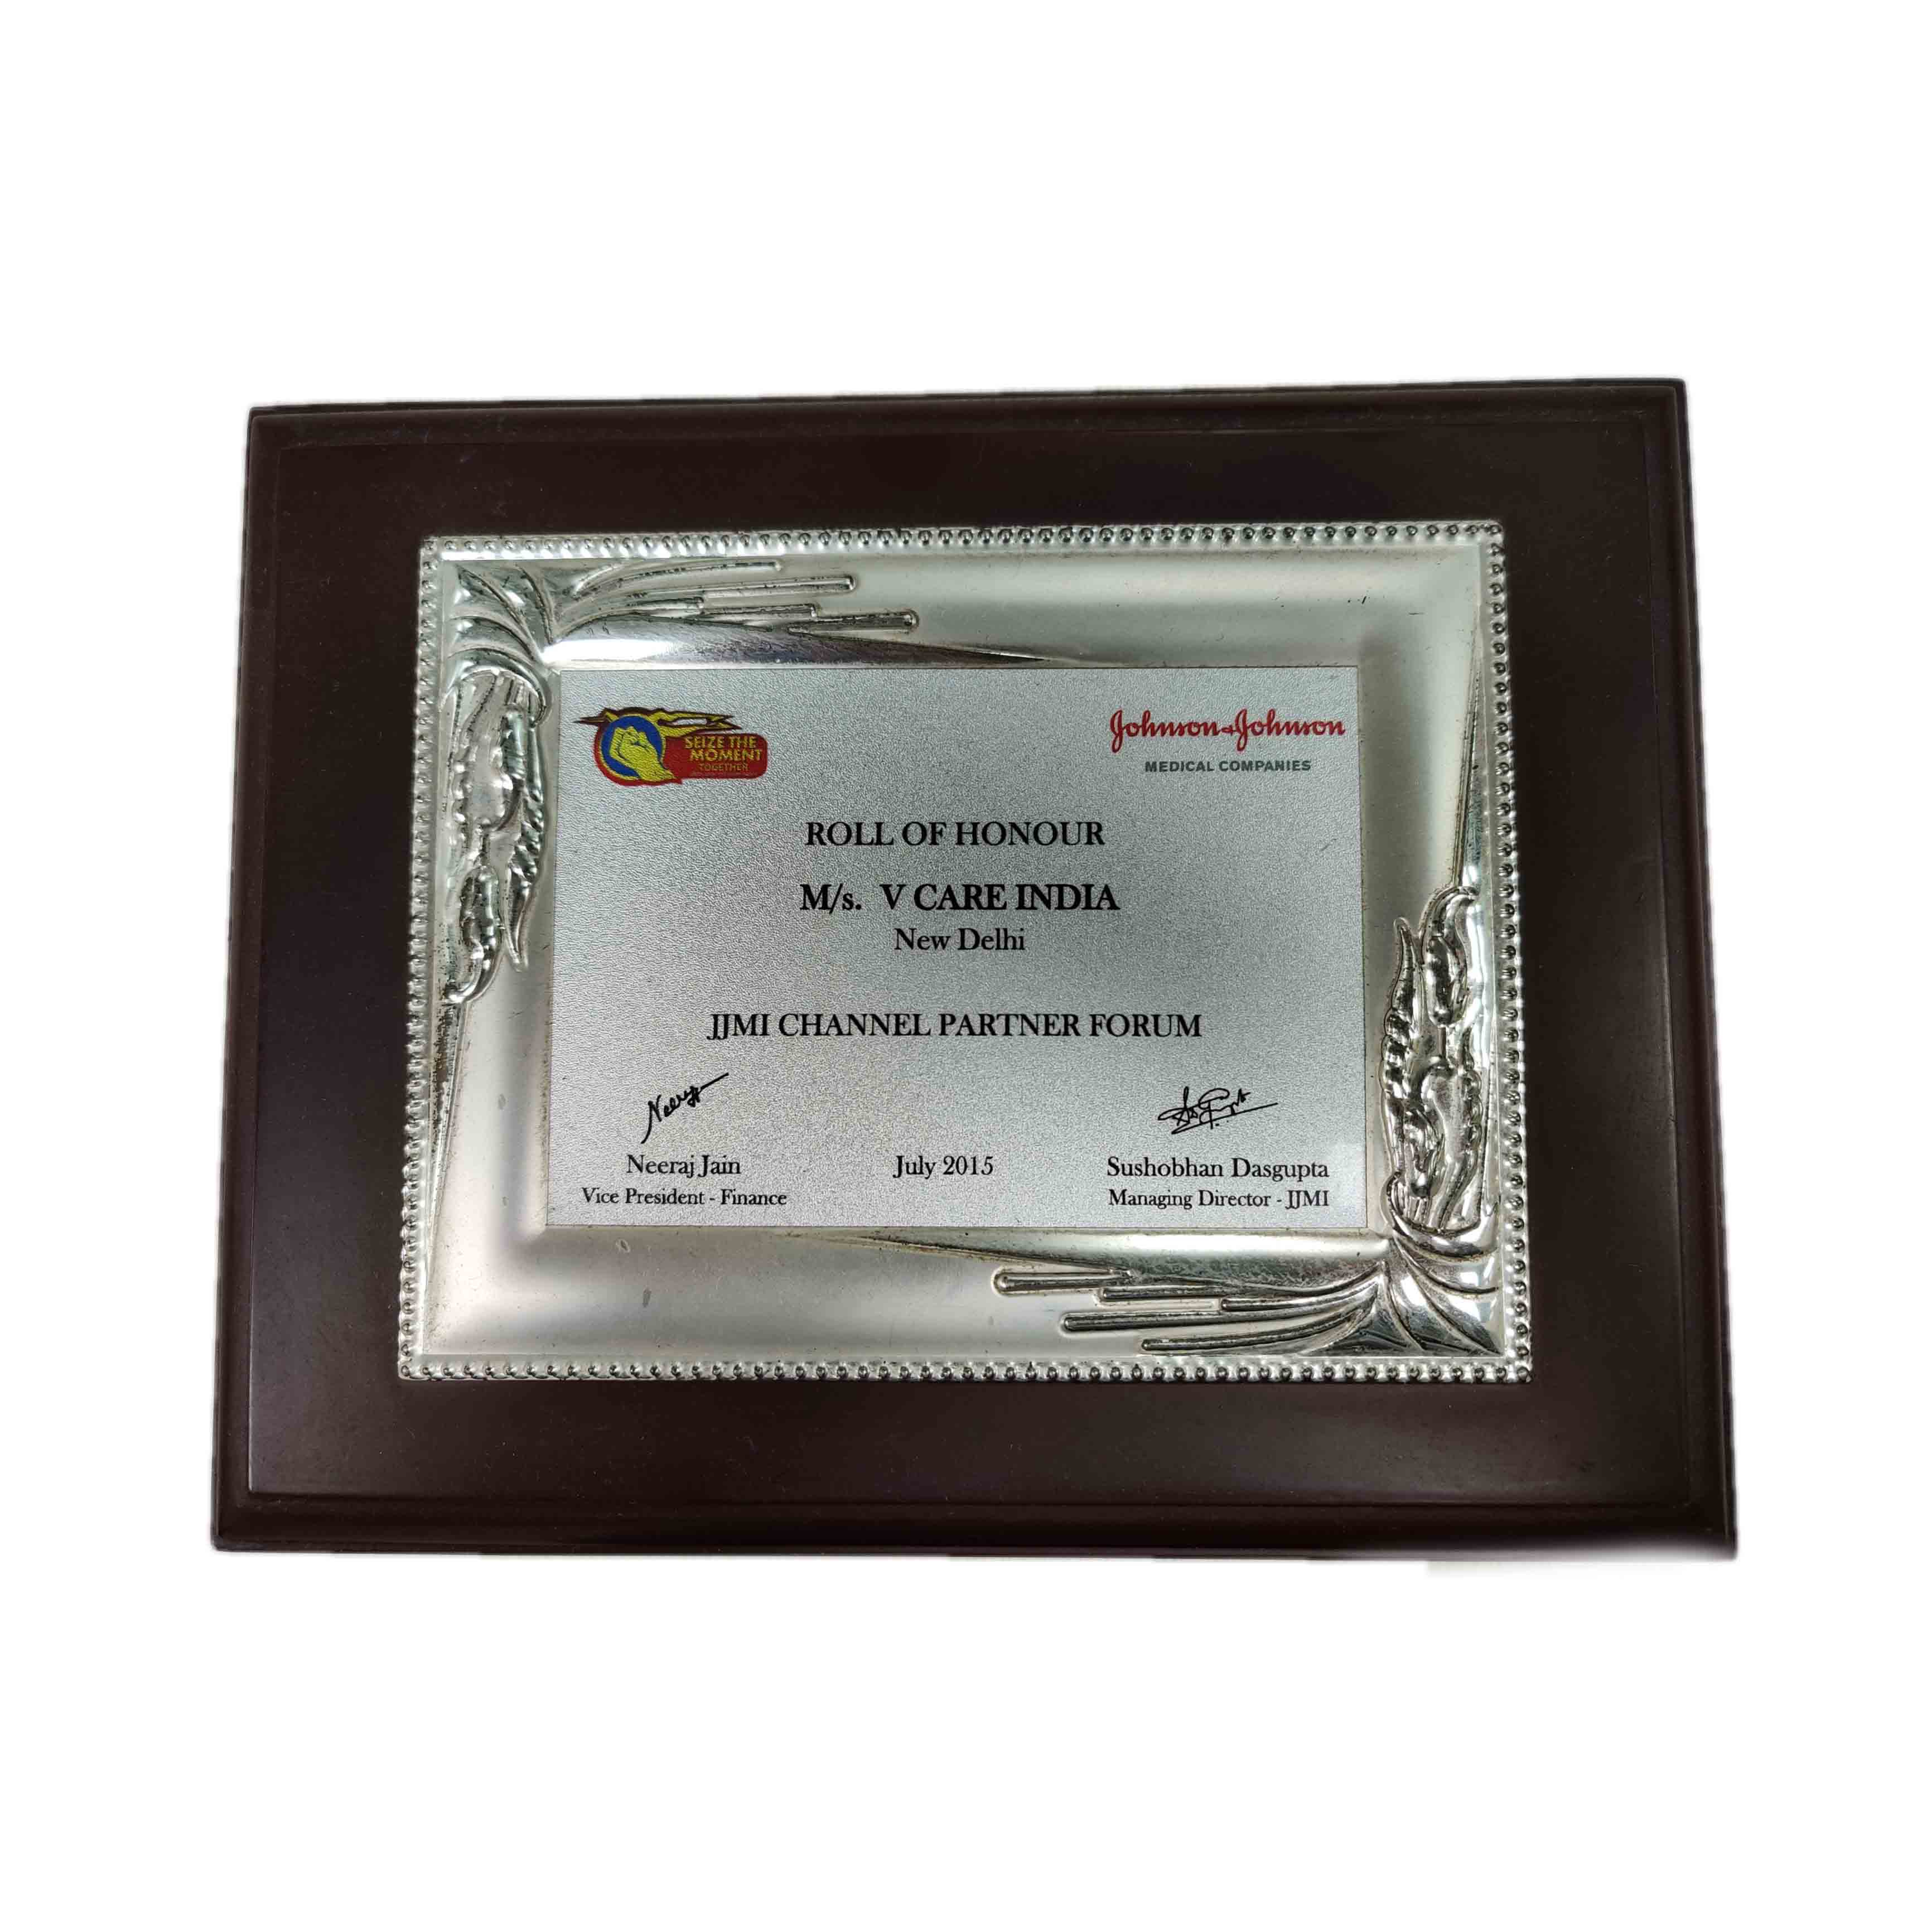 SEIZE THE
MOMENT
TOGETHER
Johnson & Johnson
MEDICAL COMPANIES
ROLL OF HONOUR
M/s. V CARE INDIA
New Delhi
JJMI CHANNEL PARTNER FORUM
Neeraj Jain
Vice President - Finance
July 2015
Sushobhan Dasgupta
Managing Director - JJMI